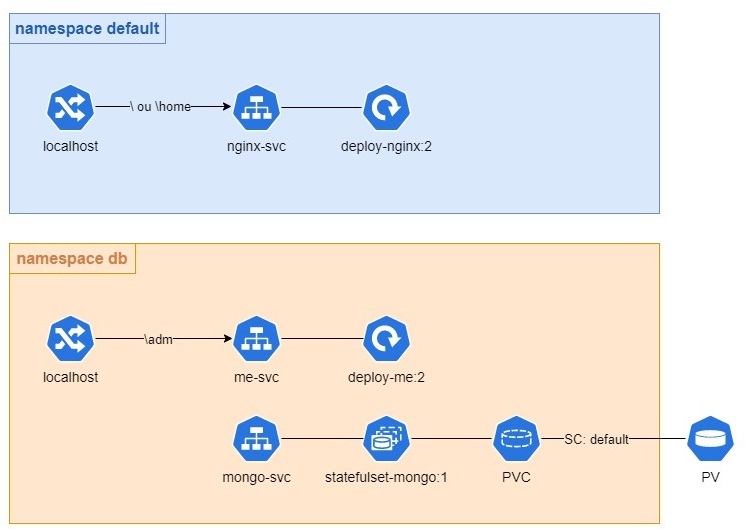 namespace default
\ ou \home
localhost
nginx-svc
deploy-nginx:2
namespace db
\adm
localhost
me-svc
deploy-me:2
SC: default
mongo-svc
statefulset-mongo:1
PVC
PV